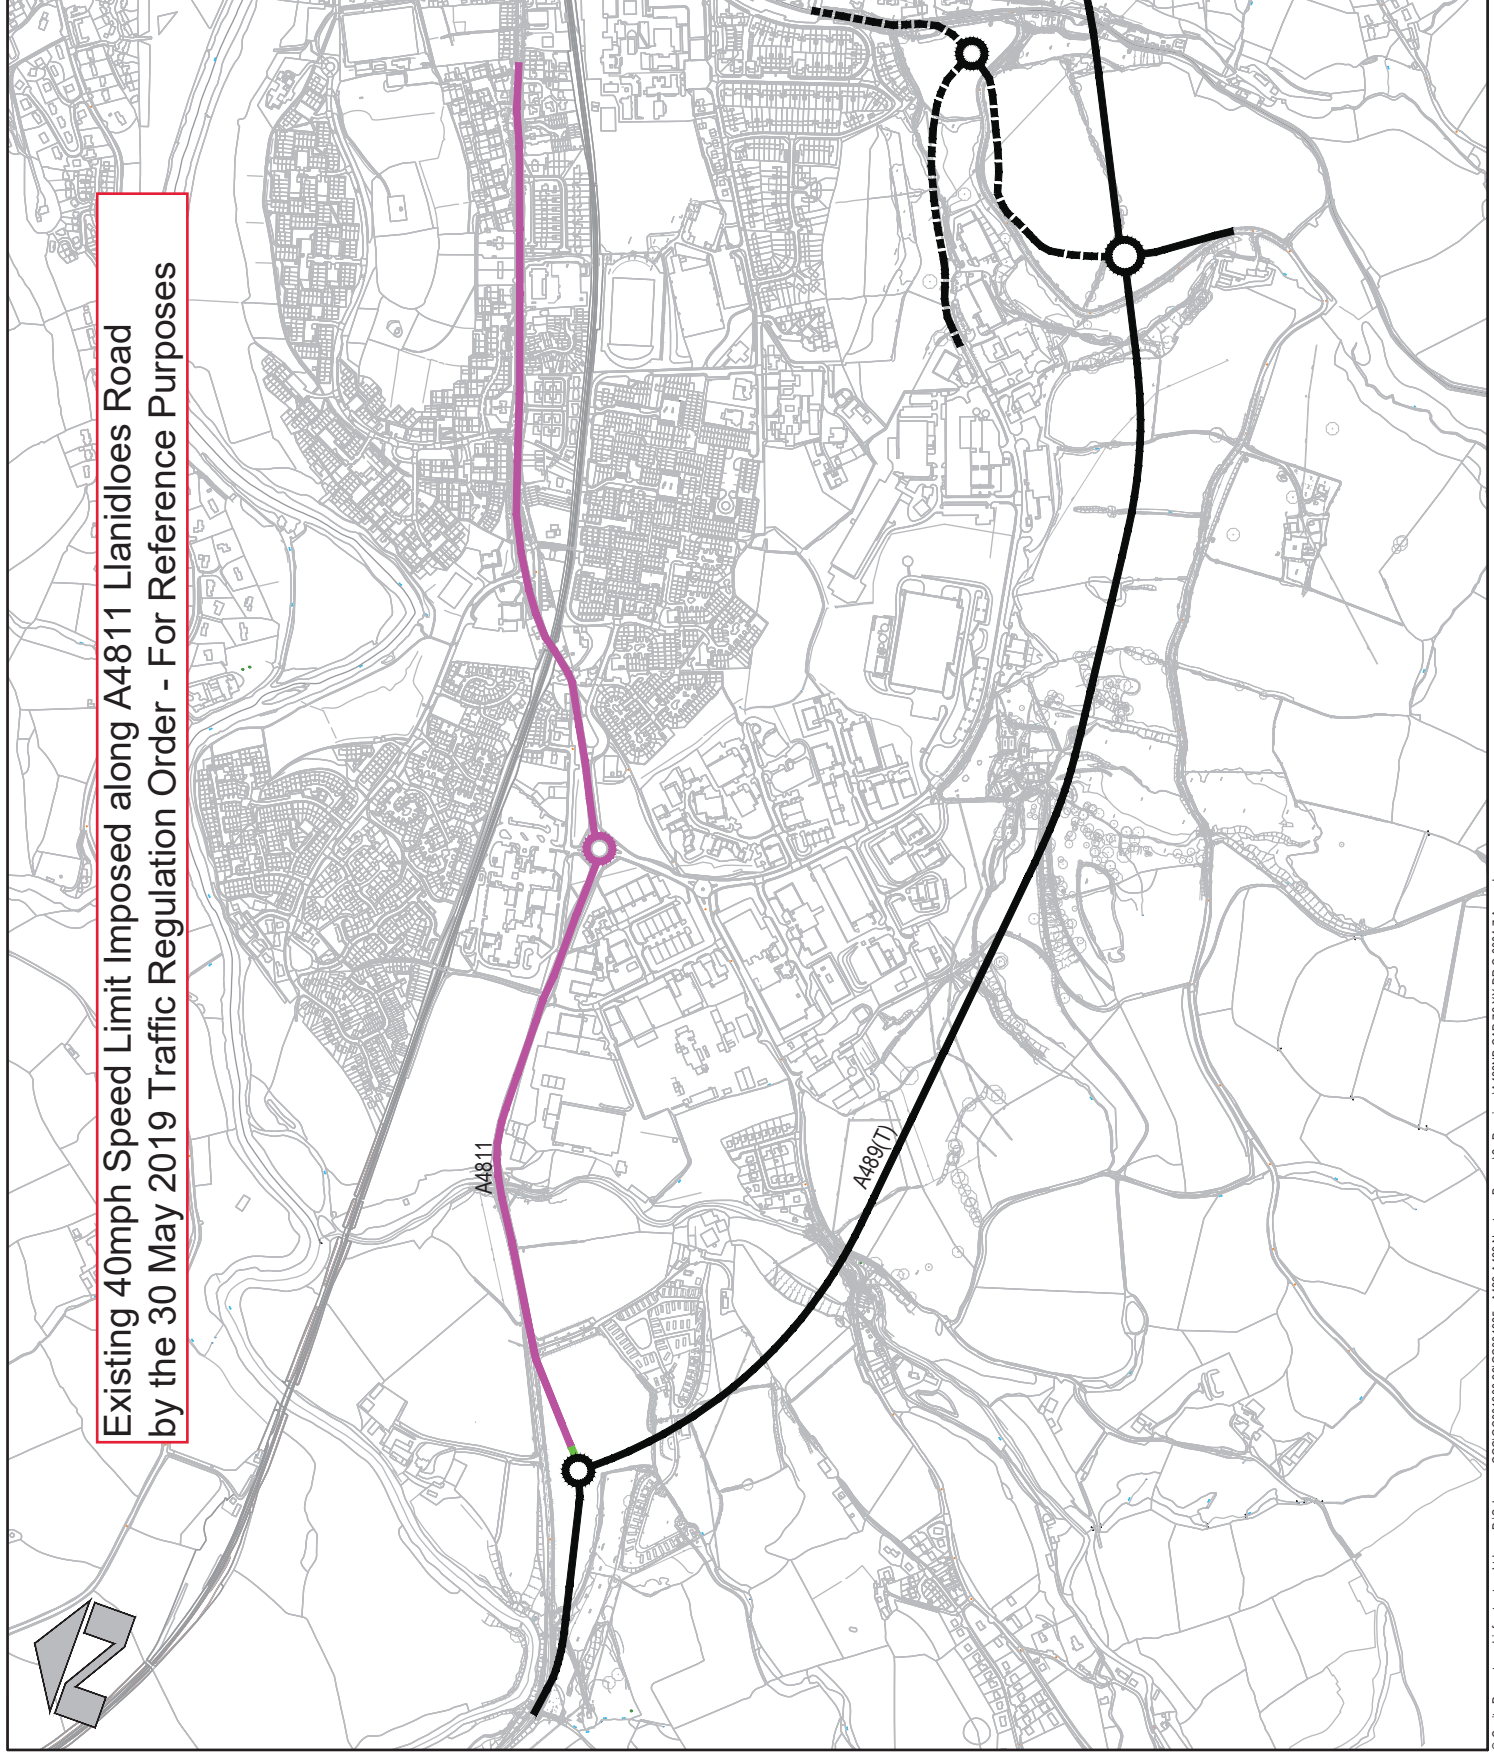 Existing 40mph Speed Limit Imposed along A4811 Llanidloes Road
by the 30 May 2019 Traffic Regulation Order - For Reference Purposes
A4811
A489(T)